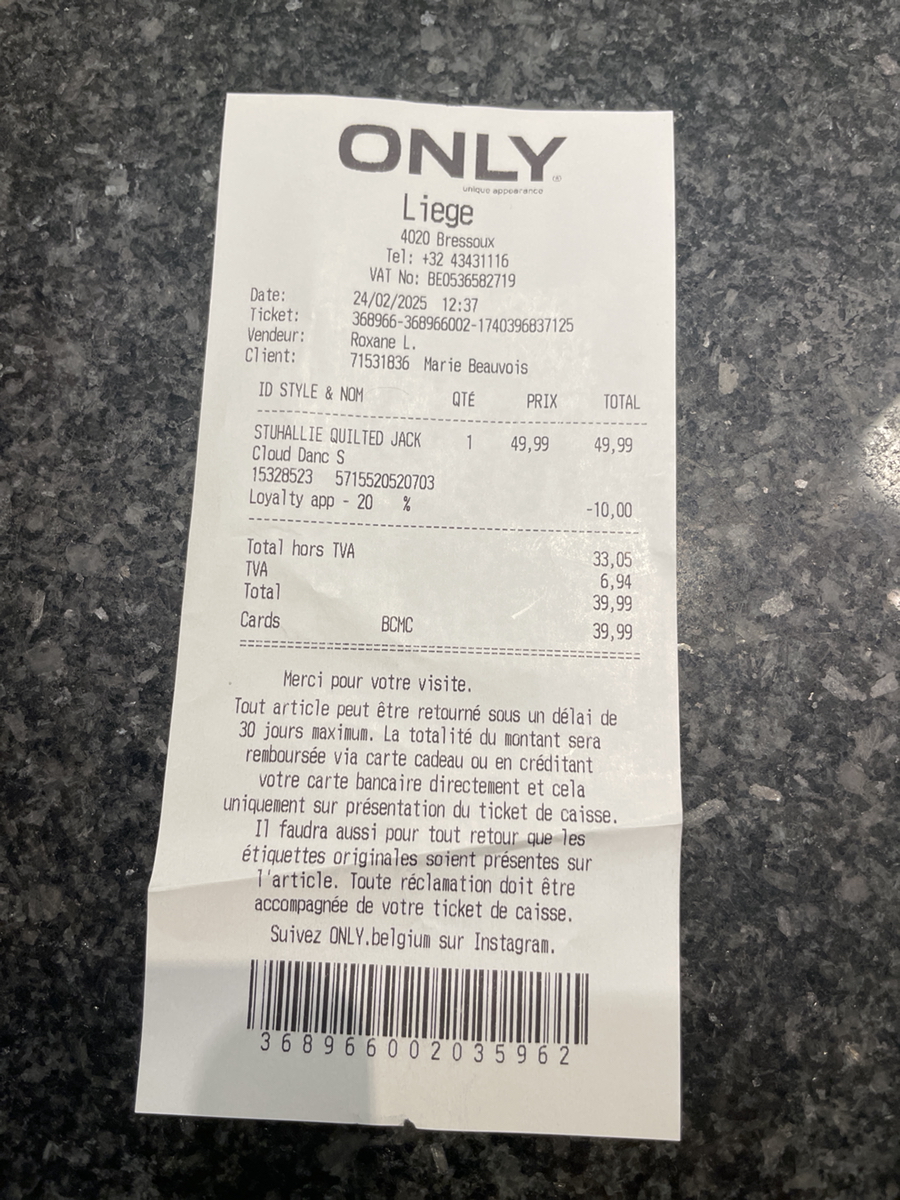 ONLY®
unique appearance
Liege
4020 Bressoux
Tel: +32 43431116
VAT No: BE0536582719
Date: 24/02/2025 12:37
Ticket: 368966-368966002-1740396837125
Vendeur: Roxane L.
Client: 71531836 Marie Beauvois
ID STYLE & NOM QTÉ PRIX TOTAL
STUHALLIE QUILTED JACK 1 49,99 49,99
Cloud Danc S
15328523 5715520520703
Loyalty app - 20 % -10,00
Total hors TVA 33,05
TVA 6,94
Total 39,99
Cards BCMC 39,99
Merci pour votre visite.
Tout article peut être retourné sous un délai de
30 jours maximum. La totalité du montant sera
remboursée via carte cadeau ou en créditant
votre carte bancaire directement et cela
uniquement sur présentation du ticket de caisse.
Il faudra aussi pour tout retour que les
étiquettes originales soient présentes sur
l'article. Toute réclamation doit être
accompagnée de votre ticket de caisse.
Suivez ONLY.belgium sur Instagram.
368966002035962